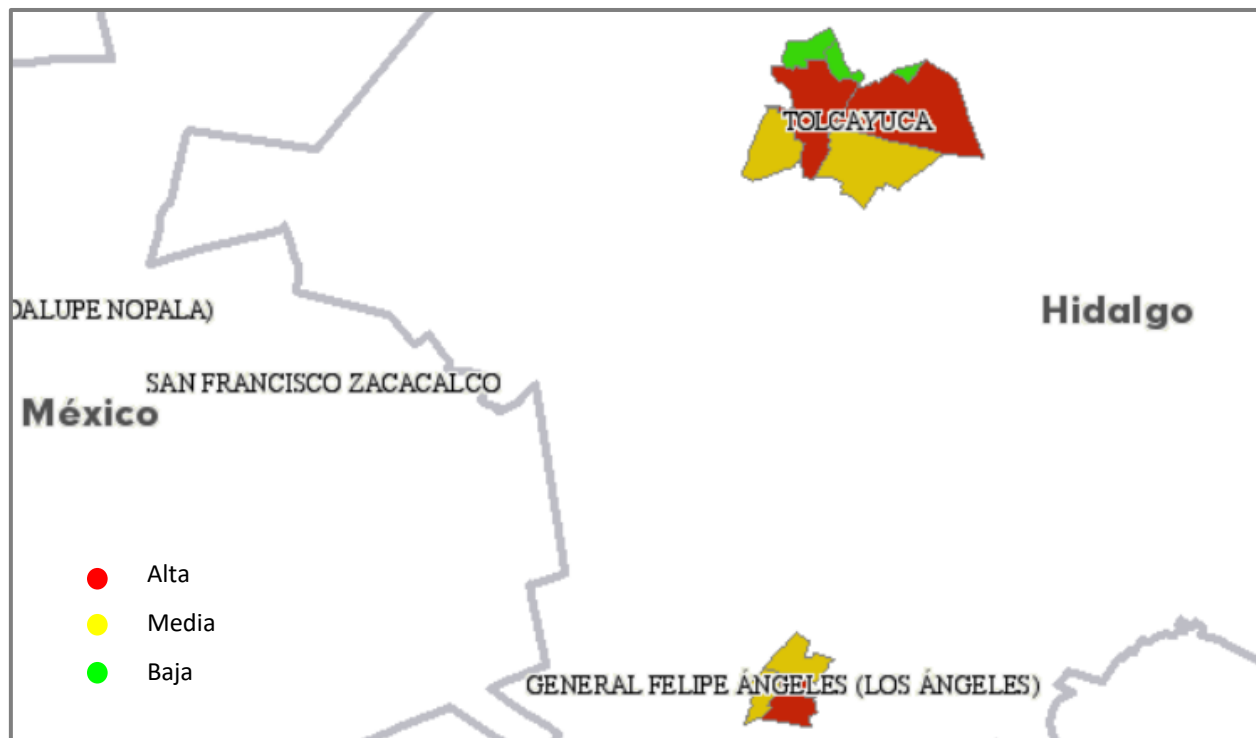 TOLCAYUCA
Hidalgo
DALUPE NOPALA)
SAN FRANCISCO ZACACALCO
México
Alta
Media
Baja
GENERAL FELIPE ÁNGELES (LOS ÁNGELES)